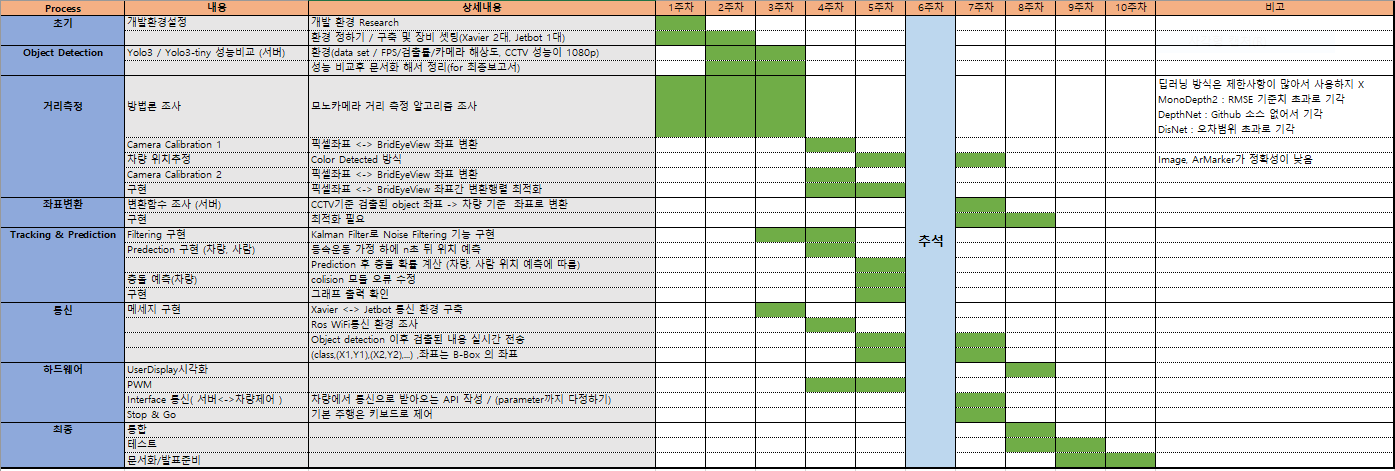 Process 내용 상세내용 1주차 2주차 3주차 4주차 5주차 6주차 7주차 8주차 9주차 10주차 비고
초기 개발환경설정 개발 환경 Research
환경 정하기 / 구축 및 장비 셋팅(Xavier 2대, Jetbot 1대)
Object Detection Yolo3 / Yolo3-tiny 성능비교 (서버) 환경(data set / FPS/검출률/카메라 해상도, CCTV 성능이 1080p)
성능 비교후 문서화 해서 정리(for 최종보고서)
거리측정 방법론 조사 모노카메라 거리 측정 알고리즘 조사
딥러닝 방식은 제한사항이 많아서 사용하지 X
MonoDepth2 : RMSE 기준치 초과로 기각
DepthNet : Github 소스 없어서 기각
DisNet : 오차범위 초과로 기각
Camera Calibration 1 픽셀좌표 <-> BridEyeView 좌표 변환
차량 위치추정 Color Detected 방식 Image, ArMarker가 정확성이 낮음
Camera Calibration 2 픽셀좌표 <-> BridEyeView 좌표 변환
구현 픽셀좌표 <-> BridEyeView 좌표간 변환행렬 최적화
좌표변환 변환함수 조사 (서버) CCTV기준 검출된 object 좌표 -> 차량 기준 좌표로 변환
구현 최적화 필요
Tracking & Prediction Filtering 구현 Kalman Filter로 Noise Filtering 기능 구현
추석
Predection 구현 (차량, 사람) 등속운동 가정 하에 n초 뒤 위치 예측
Prediction 후 충돌 확률 계산 (차량, 사람 위치 예측에 따름)
충돌 예측(차량) colision 모듈 오류 수정
구현 그래프 출력 확인
통신 메세지 구현 Xavier <-> Jetbot 통신 환경 구축
Ros WiFi통신 환경 조사
Object detection 이후 검출된 내용 실시간 전송
(class,(X1,Y1),(X2,Y2),...) ,좌표는 B-Box 의 좌표
하드웨어 UserDisplay시각화
PWM
Interface 통신( 서버<->차량제어 ) 차량에서 통신으로 받아오는 API 작성 / (parameter까지 다정하기)
Stop & Go 기본 주행은 키보드로 제어
최종 통합
테스트
문서화/발표준비